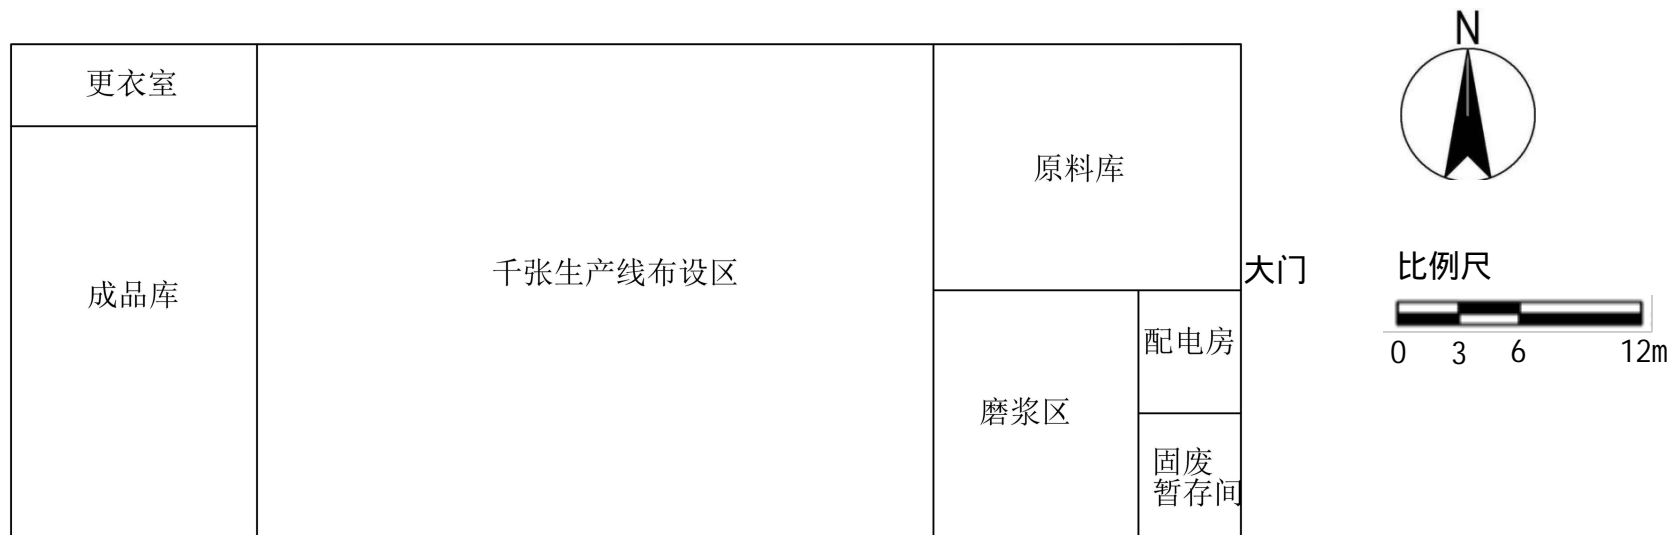 N
更衣室
原料库
千张生产线布设区
大门
比例尺
成品库
0 3 6 12m
配电房
磨浆区
固废
暂存间